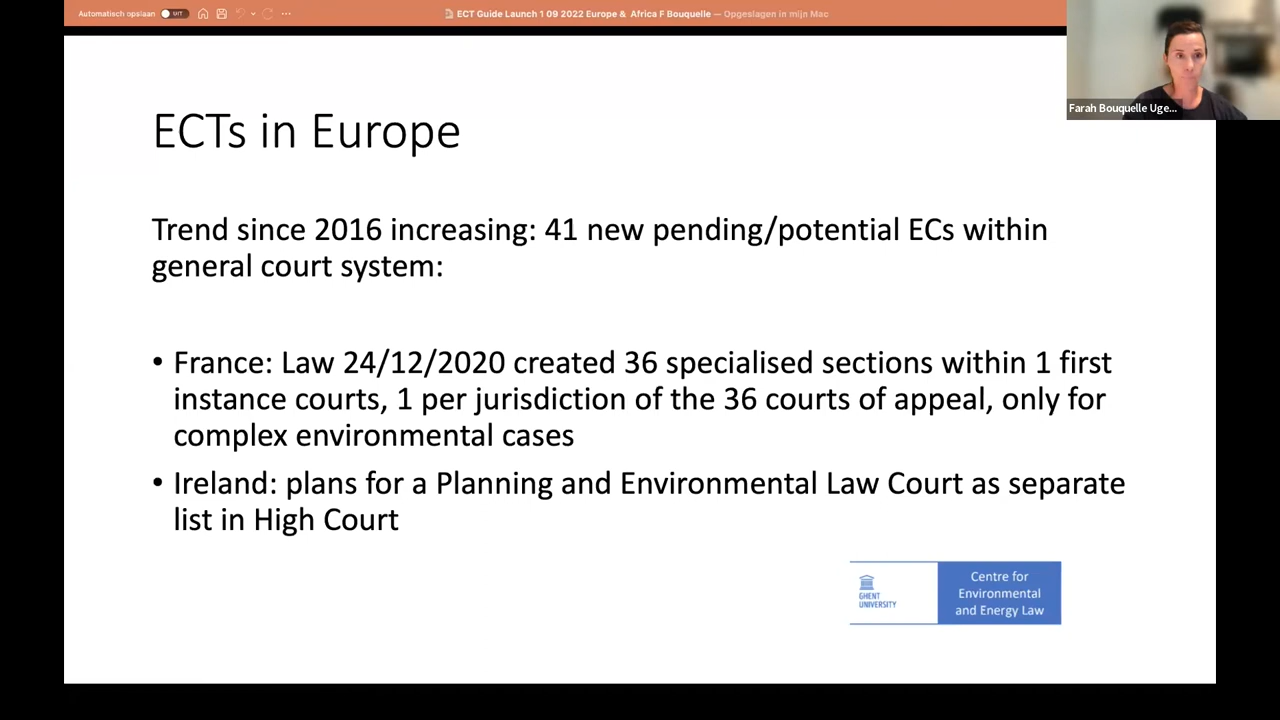 Automatisch opslaan UIT
ECT Guide Launch 1 09 2022 Europe & Africa F Bouquelle — Opgeslagen in mijn Mac
Farah Bouquelle Uge...
ECTs in Europe
Trend since 2016 increasing: 41 new pending/potential ECs within
general court system:
• France: Law 24/12/2020 created 36 specialised sections within 1 first
instance courts, 1 per jurisdiction of the 36 courts of appeal, only for
complex environmental cases
• Ireland: plans for a Planning and Environmental Law Court as separate
list in High Court
GHENT
UNIVERSITY
Centre for
Environmental
and Energy Law